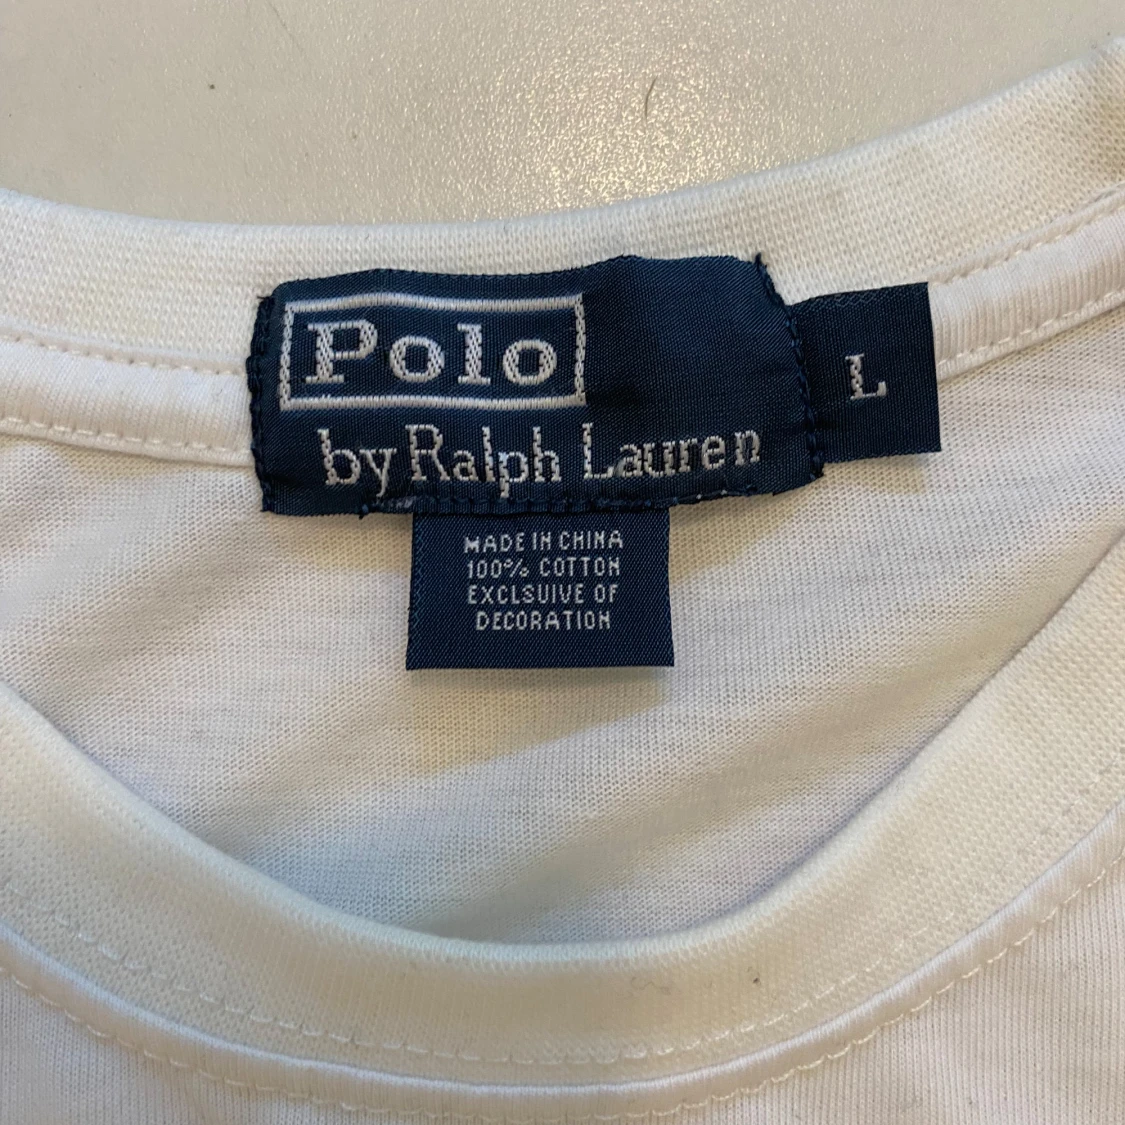 Polo
by Ralph Lauren
L
MADE IN CHINA
100% COTTON
EXCLSUIVE OF
DECORATION